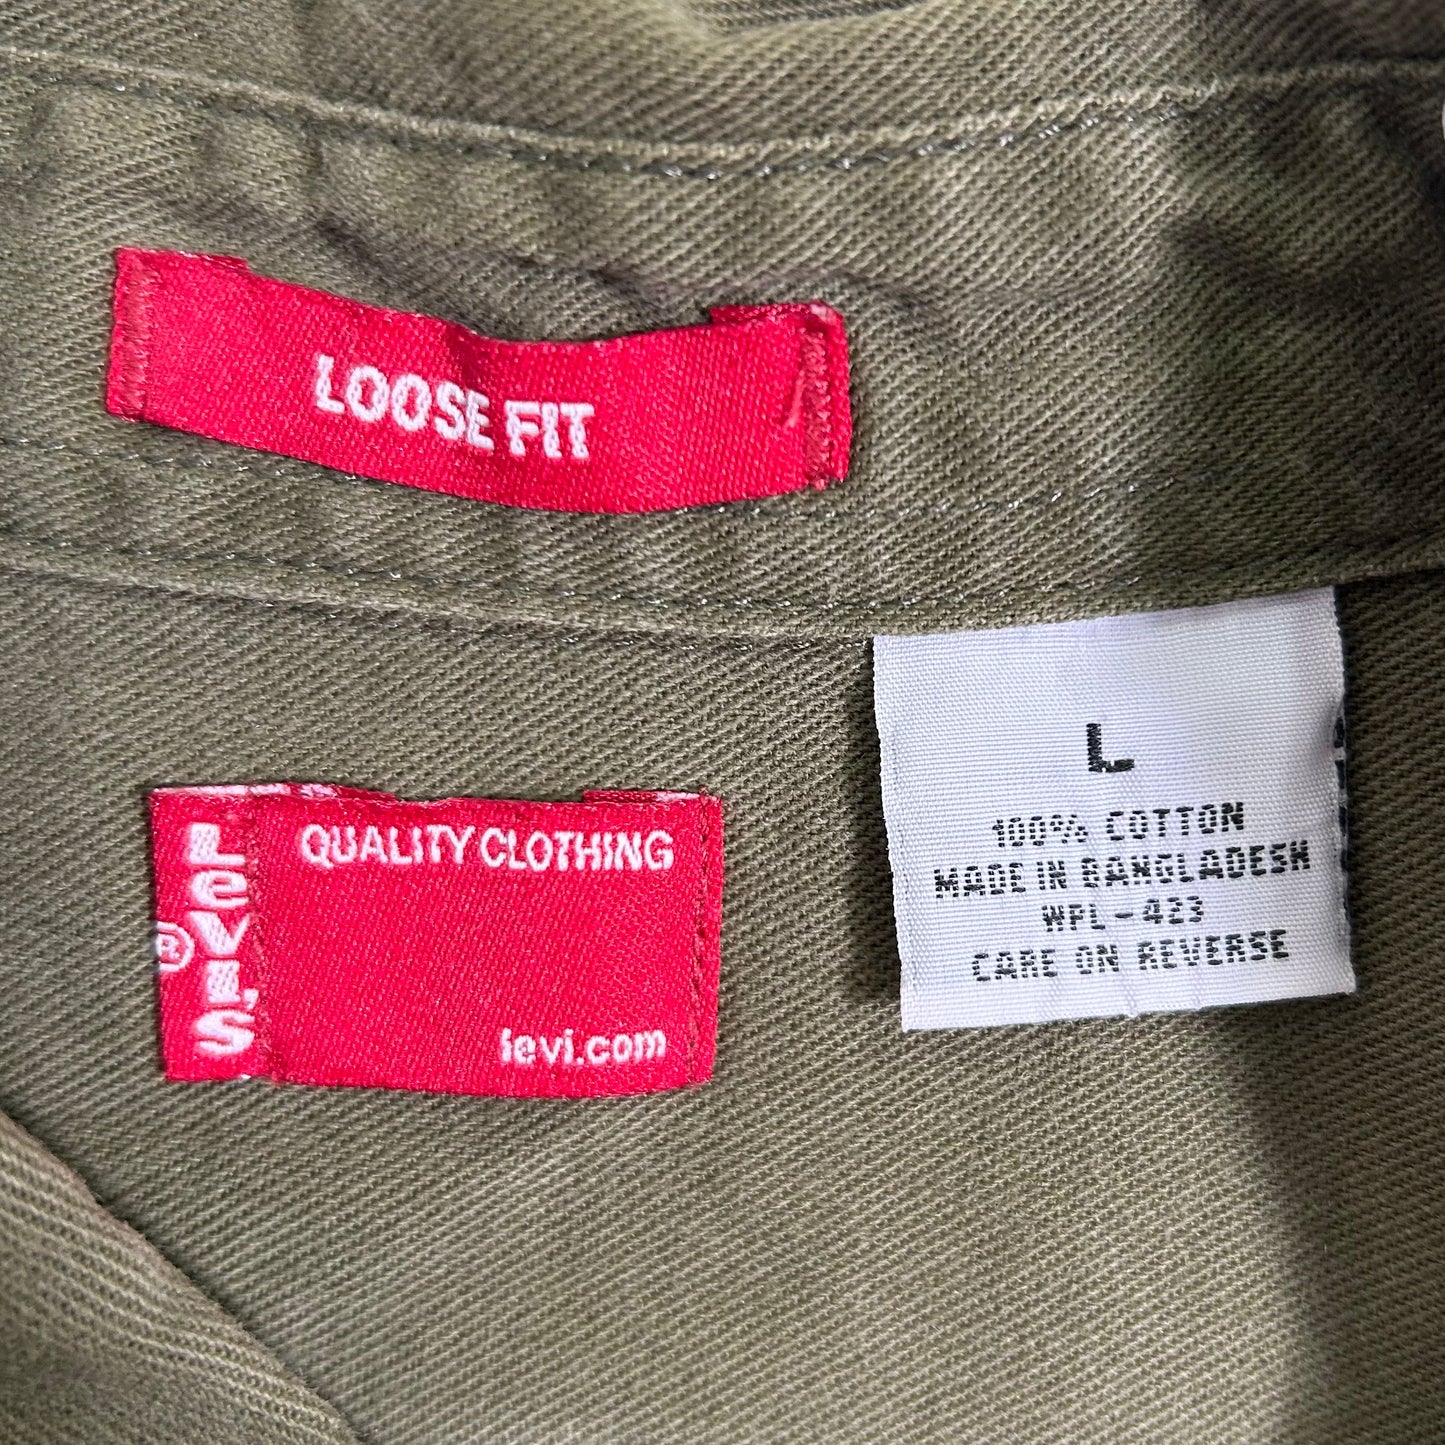 LOOSE FIT
Levi's
®
QUALITY CLOTHING
levi.com
L
100% COTTON
MADE IN BANGLADESH
WPL-423
CARE ON REVERSE